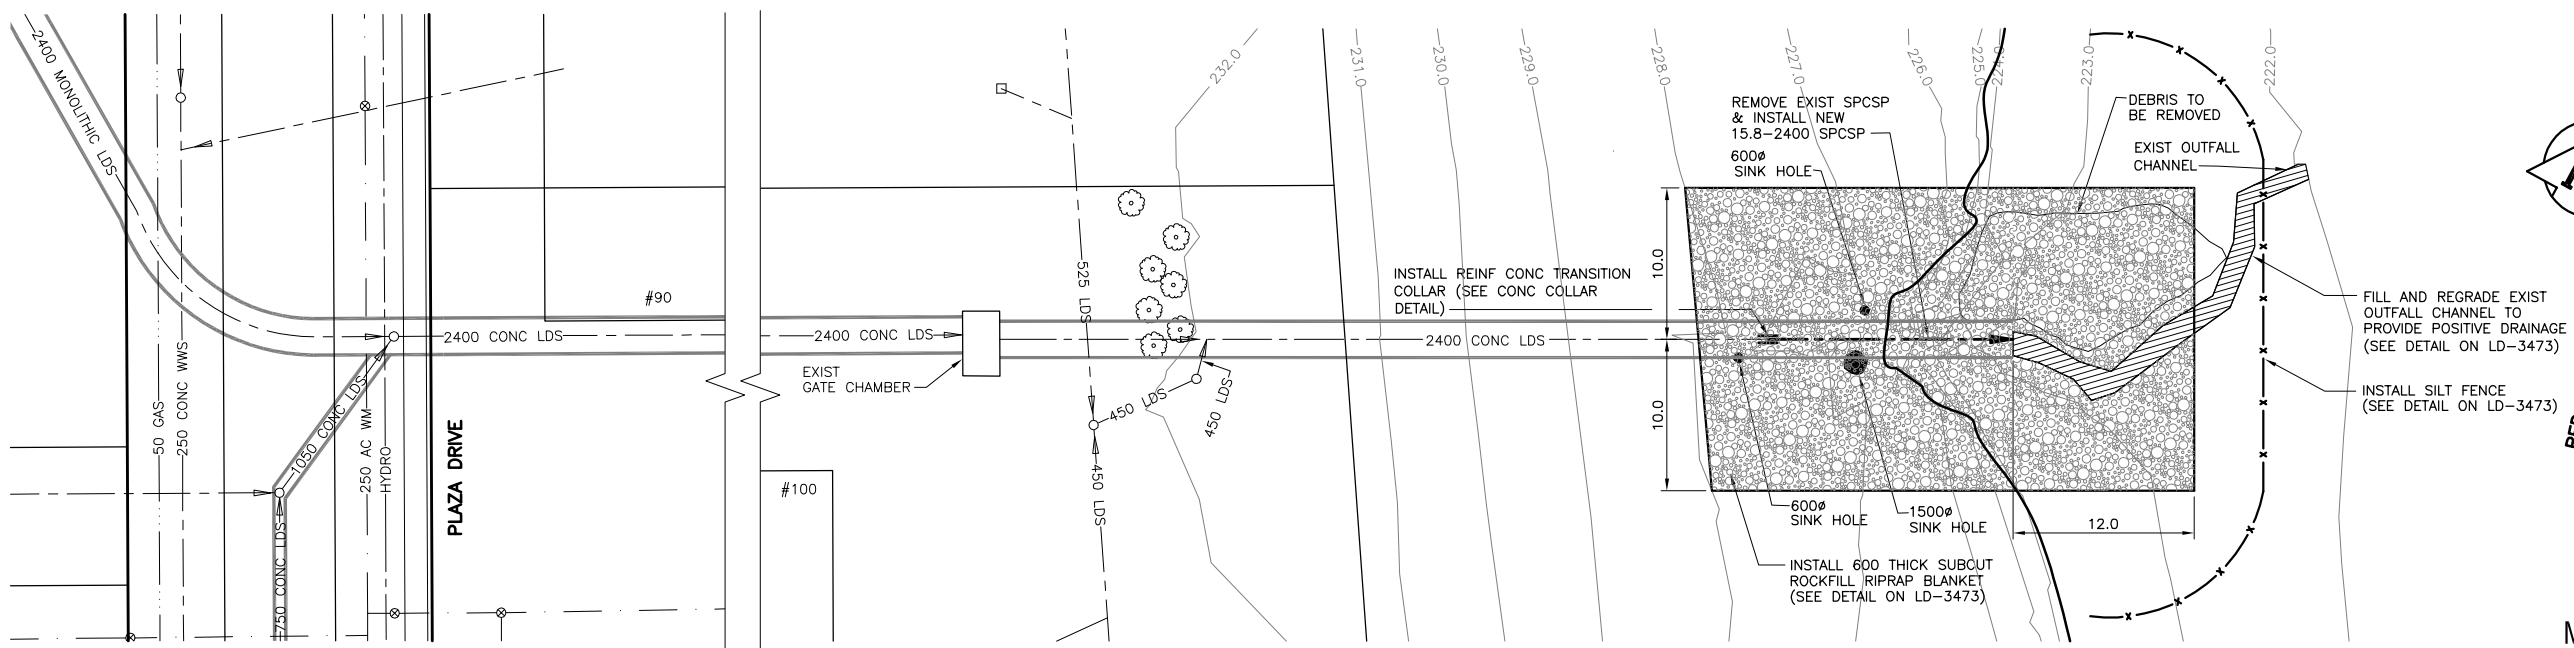 2400 MONOLITHIC LDS
50 GAS
250 CONC WWS
1050 CONC LDS
750 CONC LDS
250 AC WM
HYDRO
PLAZA DRIVE
2400 CONC LDS
#90
2400 CONC LDS
EXIST
GATE CHAMBER
#100
525 LDS
450 LDS
450 LDS
450 LDS
232.0
231.0
230.0
229.0
228.0
227.0
226.0
225.0
224.0
223.0
222.0
2400 CONC LDS
INSTALL REINF CONC TRANSITION
COLLAR (SEE CONC COLLAR
DETAIL)
REMOVE EXIST SPCSP
& INSTALL NEW
15.8-2400 SPCSP
600ø
SINK HOLE
10.0
10.0
DEBRIS TO
BE REMOVED
EXIST OUTFALL
CHANNEL
FILL AND REGRADE EXIST
OUTFALL CHANNEL TO
PROVIDE POSITIVE DRAINAGE
(SEE DETAIL ON LD-3473)
INSTALL SILT FENCE
(SEE DETAIL ON LD-3473)
600ø
SINK HOLE
1500ø
SINK HOLE
12.0
INSTALL 600 THICK SUBCUT
ROCKFILL RIPRAP BLANKET
(SEE DETAIL ON LD-3473)